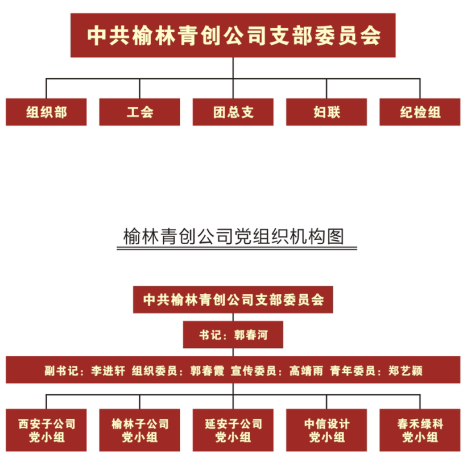 中共榆林青创公司支部委员会
组织部 工会 团总支 妇联 纪检组
榆林青创公司党组织机构图
中共榆林青创公司支部委员会
书记：郭春河
副书记：李进轩 组织委员：郭春霞 宣传委员：高靖雨 青年委员：郑艺颖
西安子公司 榆林子公司 延安子公司 中信设计 春禾绿科
党小组 党小组 党小组 党小组 党小组